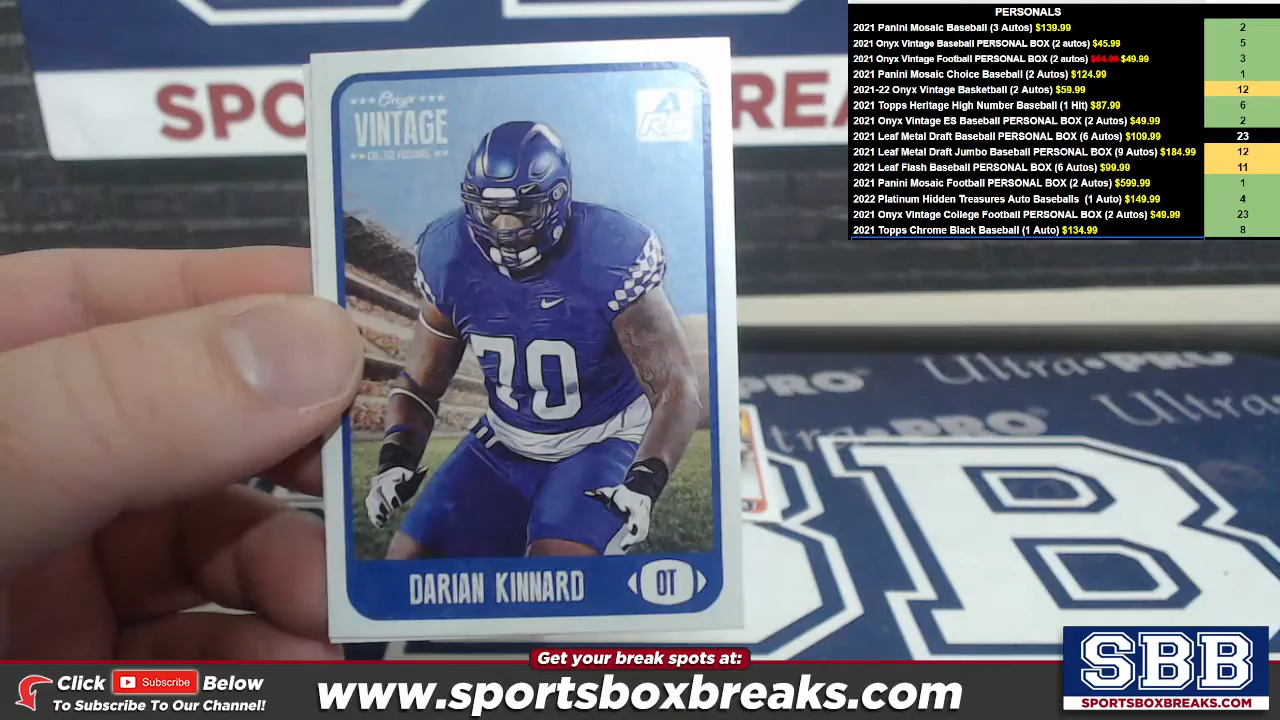 SPO
PERSONALS
2021 Panini Mosaic Baseball (3 Autos) $139.99 2
2021 Onyx Vintage Baseball PERSONAL BOX (2 autos) $45.99 5
2021 Onyx Vintage Football PERSONAL BOX (2 autos) $54.99 $49.99 3
2021 Panini Mosaic Choice Baseball (2 Autos) $124.99 1
2021-22 Onyx Vintage Basketball (2 Autos) $59.99 12
2021 Topps Heritage High Number Baseball (1 Hit) $87.99 6
2021 Onyx Vintage ES Baseball PERSONAL BOX (2 Autos) $49.99 2
2021 Leaf Metal Draft Baseball PERSONAL BOX (6 Autos) $109.99 23
2021 Leaf Metal Draft Jumbo Baseball PERSONAL BOX (9 Autos) $184.99 12
2021 Leaf Flash Baseball PERSONAL BOX (6 Autos) $99.99 11
2021 Panini Mosaic Football PERSONAL BOX (2 Autos) $599.99 1
2022 Platinum Hidden Treasures Auto Baseballs (1 Auto) $149.99 4
2021 Onyx Vintage College Football PERSONAL BOX (2 Autos) $49.99 23
2021 Topps Chrome Black Baseball (1 Auto) $134.99 8
Onyx
VINTAGE
COLLEGE FOOTBALL
70
DARIAN KINNARD OT
Ultra PRO
Ultra
B
Get your break spots at:
Click Subscribe Below
To Subscribe To Our Channel!
www.sportsboxbreaks.com
SBB
SPORTSBOXBREAKS.COM